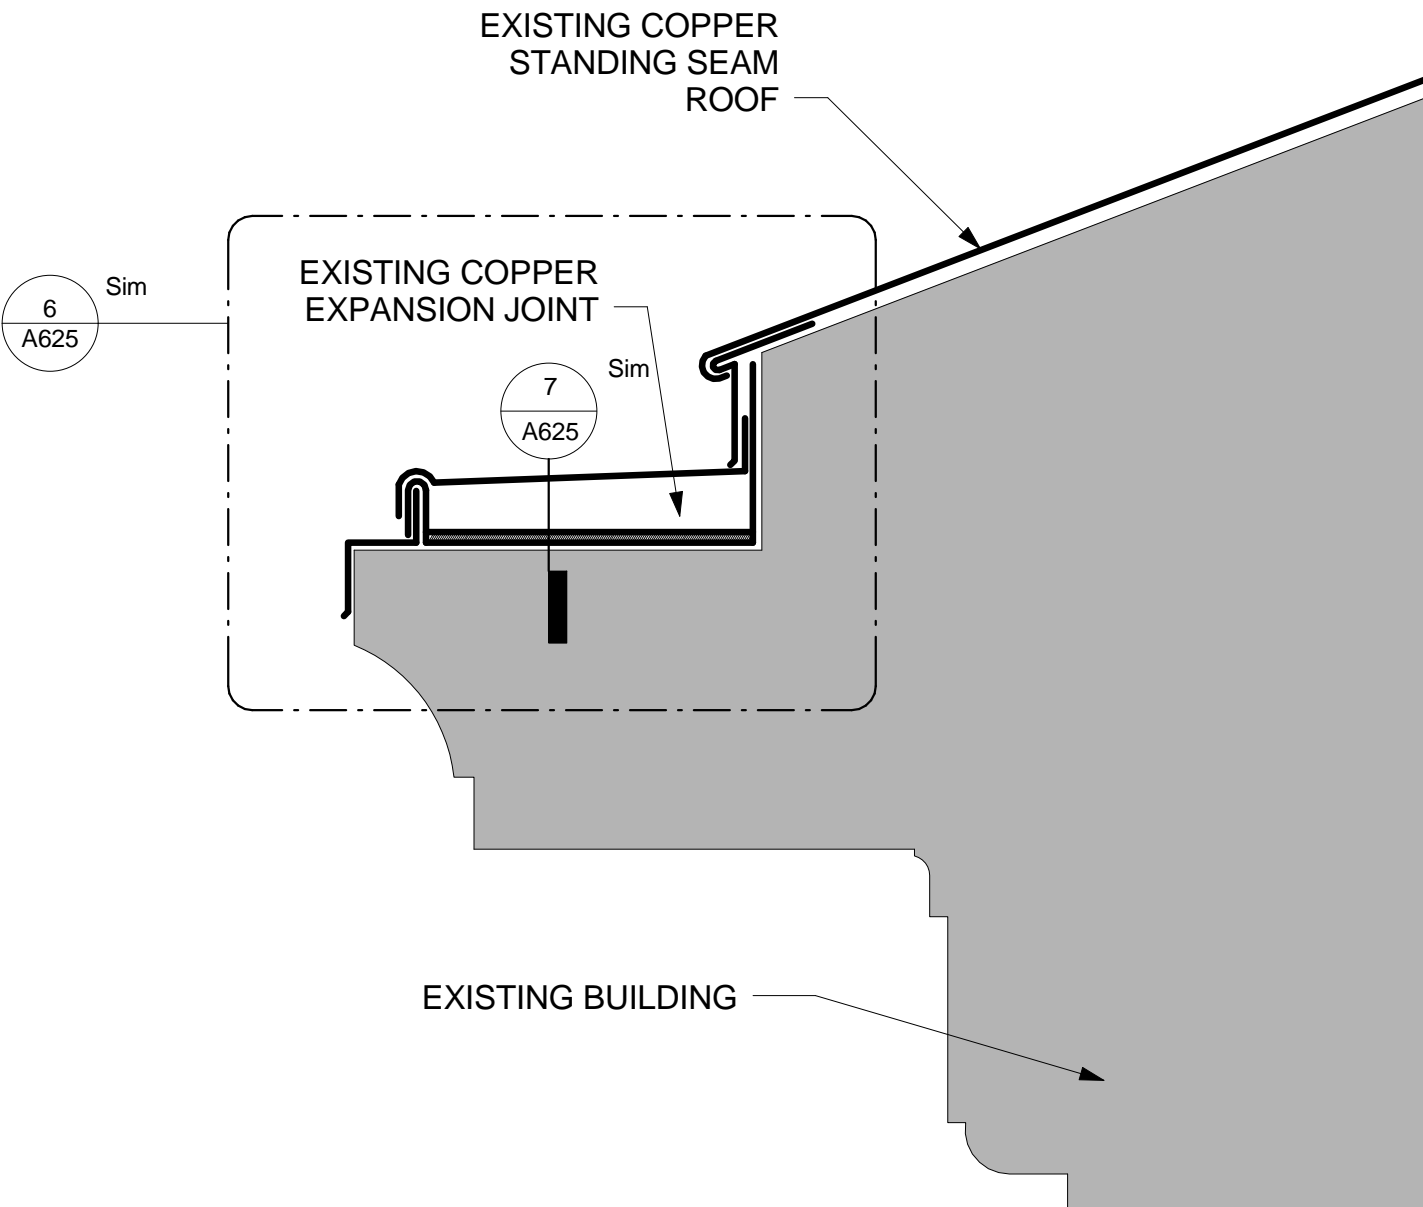 EXISTING COPPER
STANDING SEAM
ROOF
6
A625
Sim
EXISTING COPPER
EXPANSION JOINT
7
A625
Sim
EXISTING BUILDING